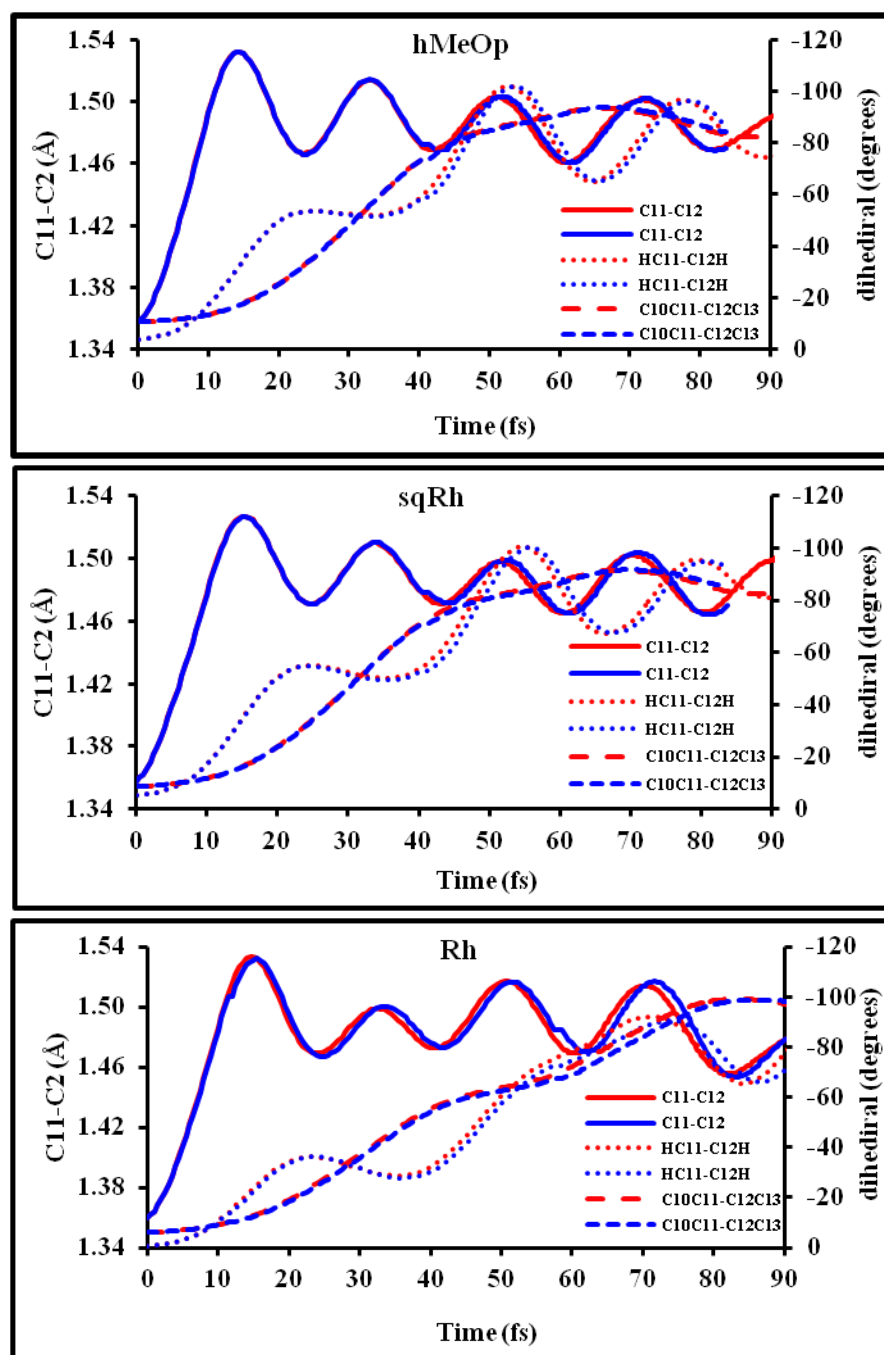 hMeOp
1.54
1.50
1.46
1.42
1.38
1.34
C11-C2 (Å)
-120
-100
-80
-60
-40
-20
0
dihediral (degrees)
C11-C12
C11-C12
HC11-C12H
HC11-C12H
C10C11-C12C13
C10C11-C12C13
0 10 20 30 40 50 60 70 80 90
Time (fs)
sqRh
1.54
1.50
1.46
1.42
1.38
1.34
C11-C2 (Å)
-120
-100
-80
-60
-40
-20
0
dihediral (degrees)
C11-C12
C11-C12
HC11-C12H
HC11-C12H
C10C11-C12C13
C10C11-C12C13
0 10 20 30 40 50 60 70 80 90
Time (fs)
Rh
1.54
1.50
1.46
1.42
1.38
1.34
C11-C2 (Å)
-120
-100
-80
-60
-40
-20
0
dihediral (degrees)
C11-C12
C11-C12
HC11-C12H
HC11-C12H
C10C11-C12C13
C10C11-C12C13
0 10 20 30 40 50 60 70 80 90
Time (fs)